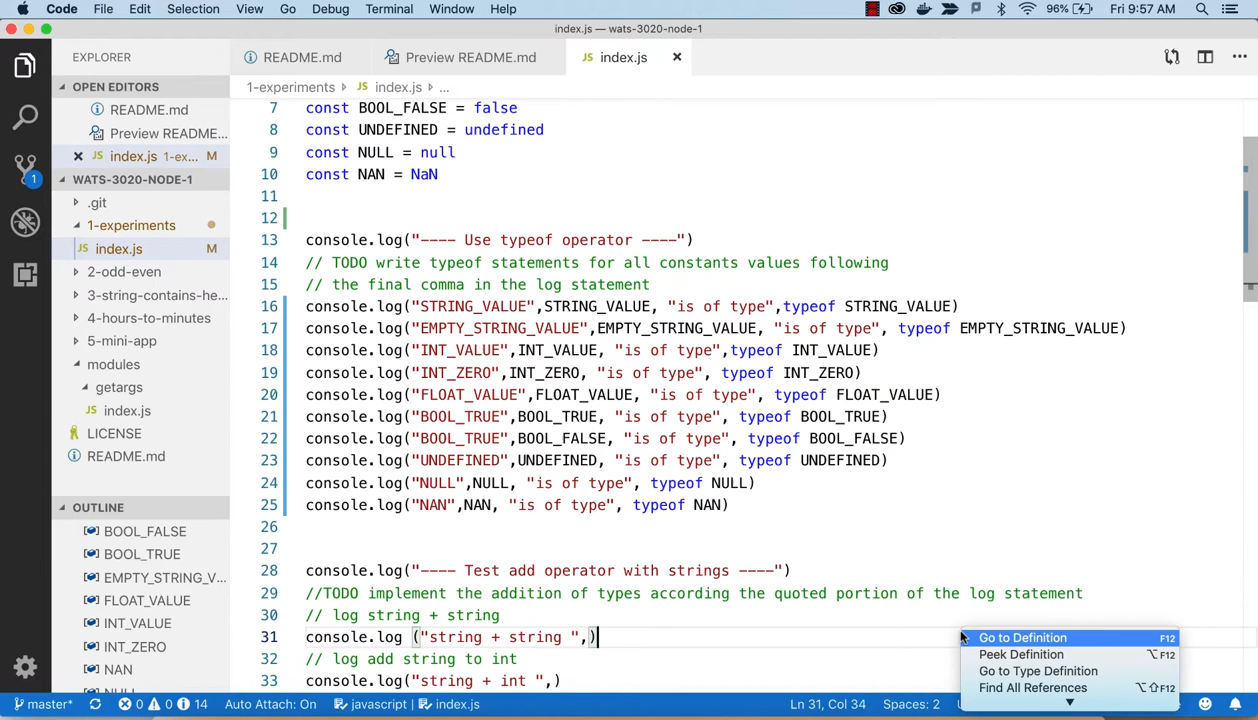 Code File Edit Selection View Go Debug Terminal Window Help 96% Fri 9:57 AM
index.js — wats-3020-node-1
EXPLORER
OPEN EDITORS
README.md
Preview README...
index.js 1-ex... M
WATS-3020-NODE-1
.git
1-experiments
index.js M
2-odd-even
3-string-contains-he...
4-hours-to-minutes
5-mini-app
modules
getargs
index.js
LICENSE
README.md
OUTLINE
BOOL_FALSE
BOOL_TRUE
EMPTY_STRING_V...
FLOAT_VALUE
INT_VALUE
INT_ZERO
NAN
1
README.md Preview README.md JS index.js
1-experiments JS index.js ...
7 const BOOL_FALSE = false
8 const UNDEFINED = undefined
9 const NULL = null
10 const NAN = NaN
11
12
13 console.log("---- Use typeof operator ----")
14 // TODO write typeof statements for all constants values following
15 // the final comma in the log statement
16 console.log("STRING_VALUE",STRING_VALUE, "is of type",typeof STRING_VALUE)
17 console.log("EMPTY_STRING_VALUE",EMPTY_STRING_VALUE, "is of type", typeof EMPTY_STRING_VALUE)
18 console.log("INT_VALUE",INT_VALUE, "is of type",typeof INT_VALUE)
19 console.log("INT_ZERO",INT_ZERO, "is of type", typeof INT_ZERO)
20 console.log("FLOAT_VALUE",FLOAT_VALUE, "is of type", typeof FLOAT_VALUE)
21 console.log("BOOL_TRUE",BOOL_TRUE, "is of type", typeof BOOL_TRUE)
22 console.log("BOOL_TRUE",BOOL_FALSE, "is of type", typeof BOOL_FALSE)
23 console.log("UNDEFINED",UNDEFINED, "is of type", typeof UNDEFINED)
24 console.log("NULL",NULL, "is of type", typeof NULL)
25 console.log("NAN",NAN, "is of type", typeof NAN)
26
27
28 console.log("---- Test add operator with strings ----")
29 //TODO implement the addition of types according the quoted portion of the log statement
30 // log string + string
31 console.log ("string + string ",)
32 // log add string to int
33 console.log("string + int ",)
Go to Definition F12
Peek Definition ⌥F12
Go to Type Definition
Find All References ⌥⇧F12
master* 0 0 14 Auto Attach: On javascript index.js Ln 31, Col 34 Spaces: 2